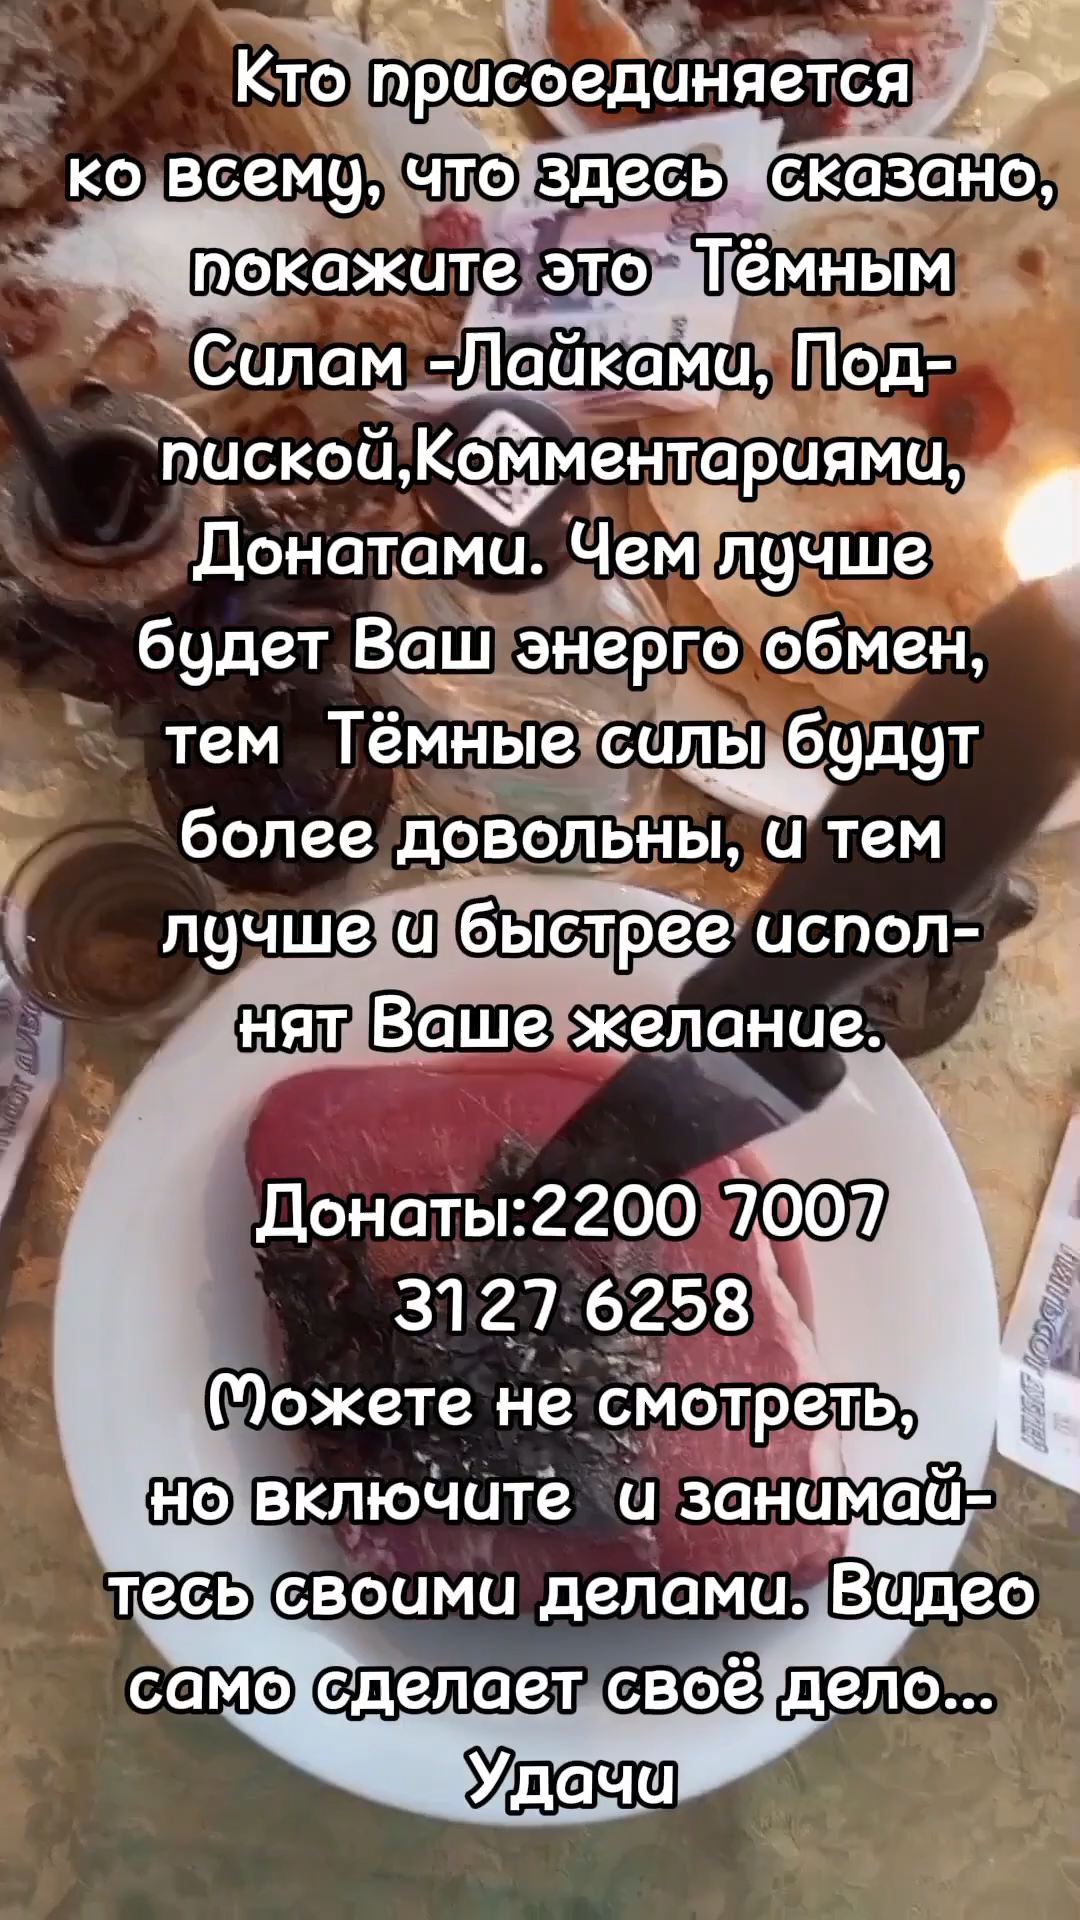 Кто присоединяется
ко всему, что здесь сказано,
покажите это Тёмным
Силам -Лайками, Под-
пиской,Комментариями,
Донатами. Чем лучше
будет Ваш энерго обмен,
тем Тёмные силы будут
более довольны, и тем
лучше и быстрее испол-
нят Ваше желание.
Донаты:2200 7007
3127 6258
Можете не смотреть,
но включите и занимай-
тесь своими делами. Видео
само сделает своё дело...
Удачи